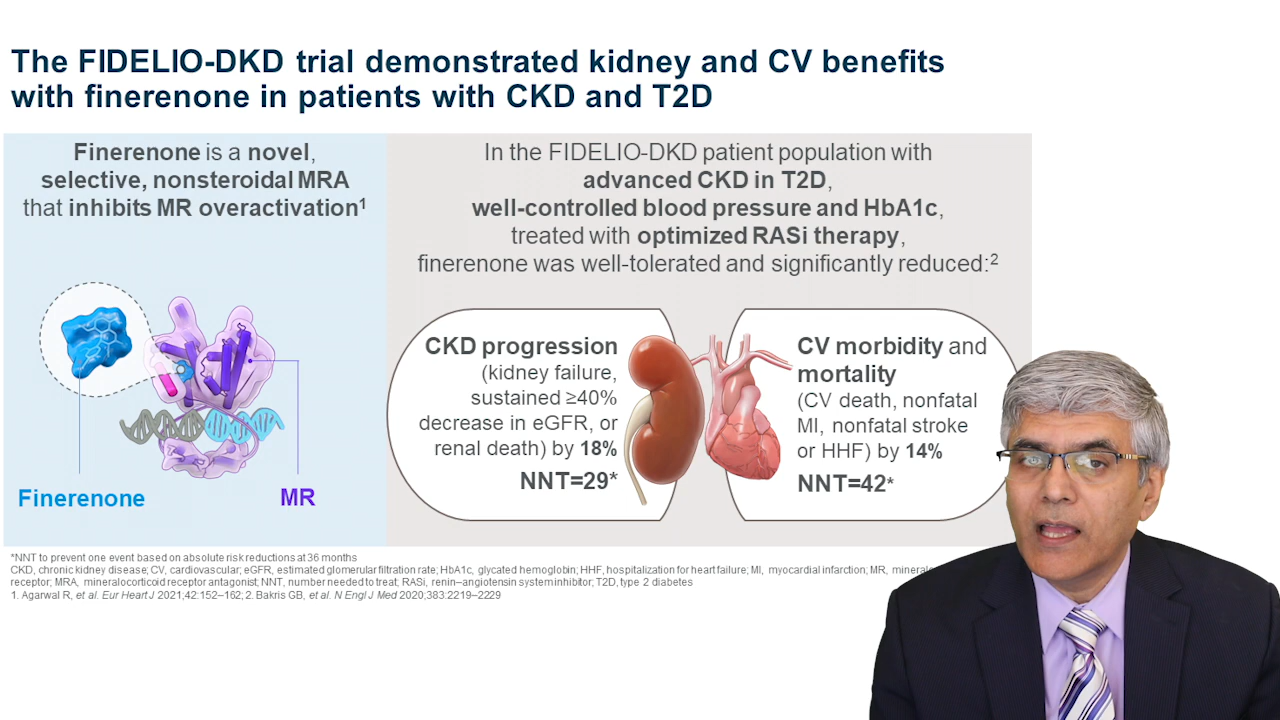 The FIDELIO-DKD trial demonstrated kidney and CV benefits
with finerenone in patients with CKD and T2D
Finerenone is a novel,
selective, nonsteroidal MRA
that inhibits MR overactivation¹
Finerenone
MR
In the FIDELIO-DKD patient population with
advanced CKD in T2D,
well-controlled blood pressure and HbA1c,
treated with optimized RASi therapy,
finerenone was well-tolerated and significantly reduced:²
CKD progression
(kidney failure,
sustained ≥40%
decrease in eGFR, or
renal death) by 18%
NNT=29*
CV morbidity and
mortality
(CV death, nonfatal
MI, nonfatal stroke
or HHF) by 14%
NNT=42*
*NNT to prevent one event based on absolute risk reductions at 36 months
CKD, chronic kidney disease; CV, cardiovascular; eGFR, estimated glomerular filtration rate; HbA1c, glycated hemoglobin; HHF, hospitalization for heart failure; MI, myocardial infarction; MR,
receptor; MRA, mineralocorticoid receptor antagonist; NNT, number needed to treat; RASi, renin–angiotensin system inhibitor; T2D, type 2 diabetes
1. Agarwal R, et al. Eur Heart J 2021;42:152–162; 2. Bakris GB, et al. N Engl J Med 2020;383:2219–2229